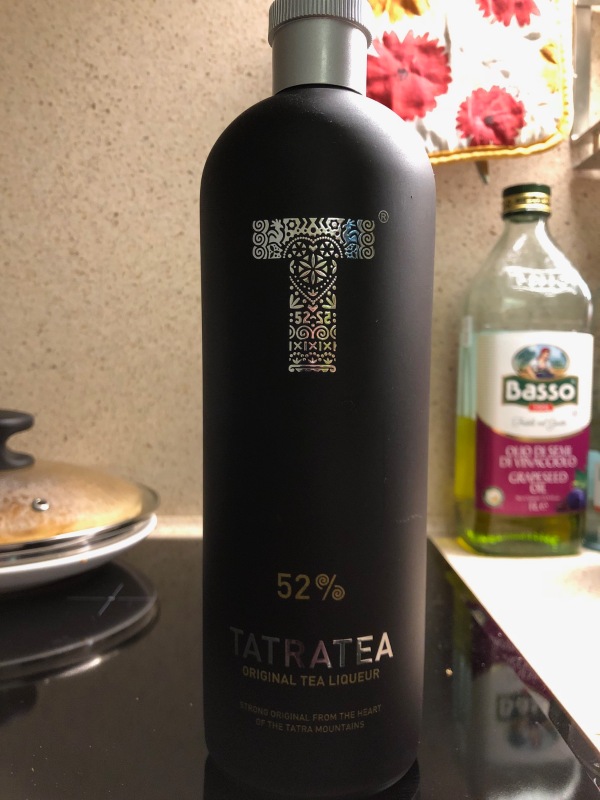 ®
52
52%
TATRATEA
ORIGINAL TEA LIQUEUR
STRONG ORIGINAL FROM THE HEART
OF THE TATRA MOUNTAINS
Basso
OLIO DI SEMI
DI VINACCIOLO
GRAPESEED
OIL